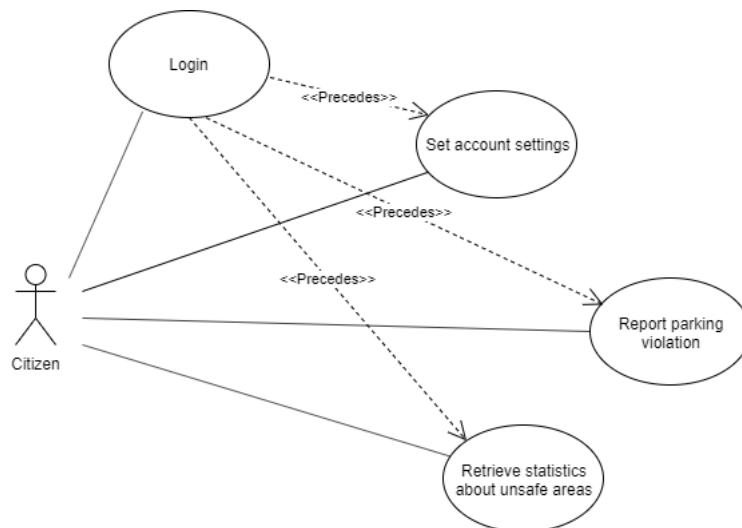 Login
<<Precedes>>
Set account settings
<<Precedes>>
<<Precedes>>
Report parking
violation
Citizen
Retrieve statistics
about unsafe areas